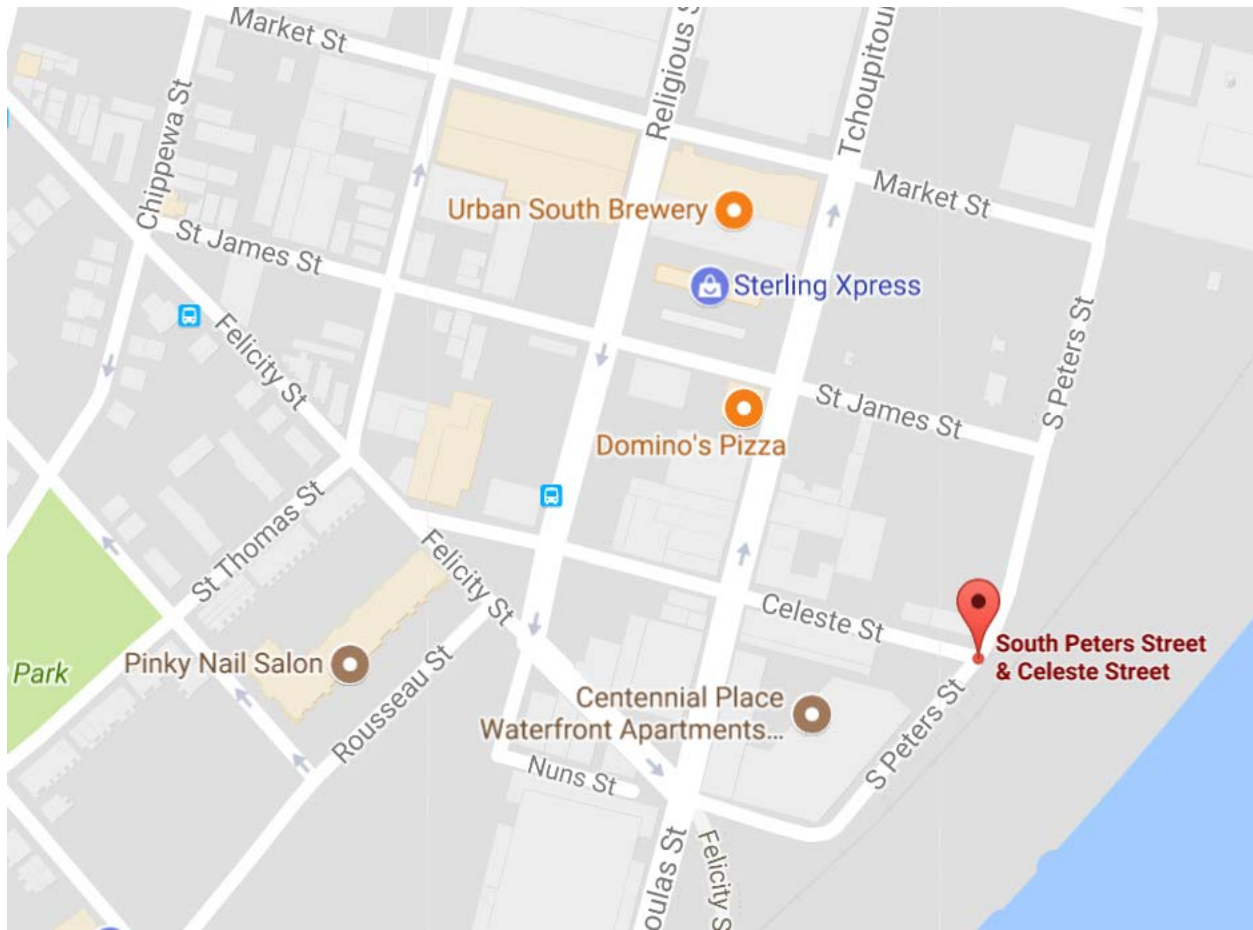 Market St
Religious S
Tchoupitou
Chippewa St
Urban South Brewery
Market St
St James St
Sterling Xpress
S Peters St
Felicity St
St James St
Domino's Pizza
St Thomas St
Felicity St
Celeste St
South Peters Street
& Celeste Street
Pinky Nail Salon
Park
Rousseau St
Centennial Place
Waterfront Apartments...
S Peters St
Nuns St
oulas St
Felicity S